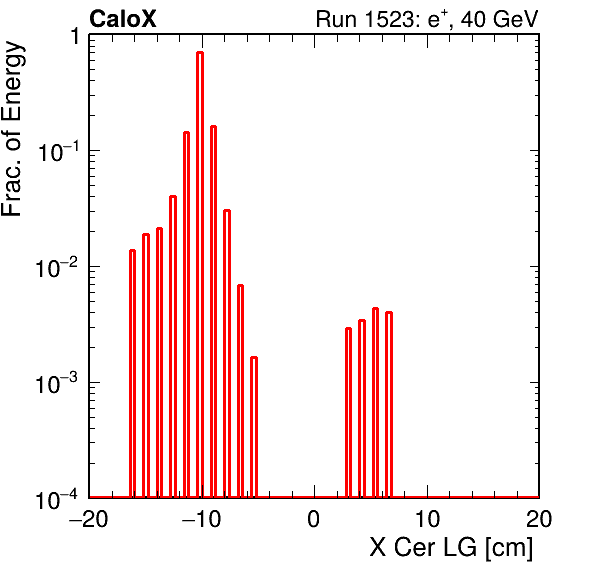 CaloX Run 1523: e⁺, 40 GeV
Frac. of Energy
1
10⁻¹
10⁻²
10⁻³
10⁻⁴
−20 −10 0 10 20
X Cer LG [cm]